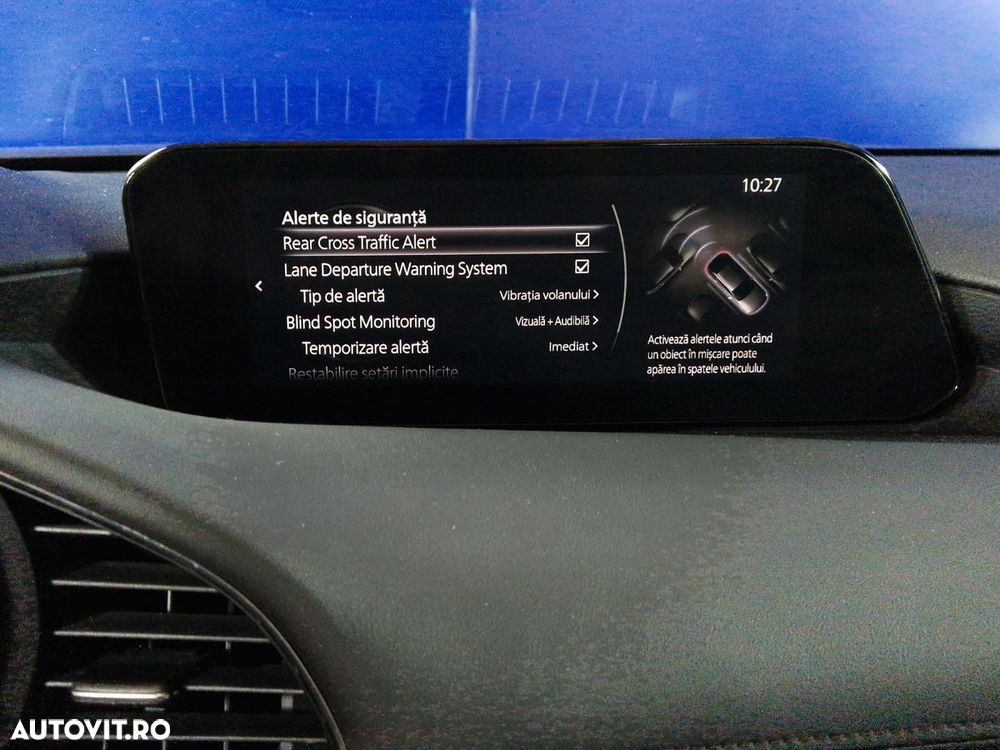 10:27
Alerte de siguranță
Rear Cross Traffic Alert
Lane Departure Warning System
Tip de alertă Vibrația volanului
Blind Spot Monitoring Vizuală + Audibilă
Temporizare alertă Imediat
Restabilire setări implicite
Activează alertele atunci când
un obiect în mișcare poate
apărea în spatele vehiculului.
AUTOVIT.RO